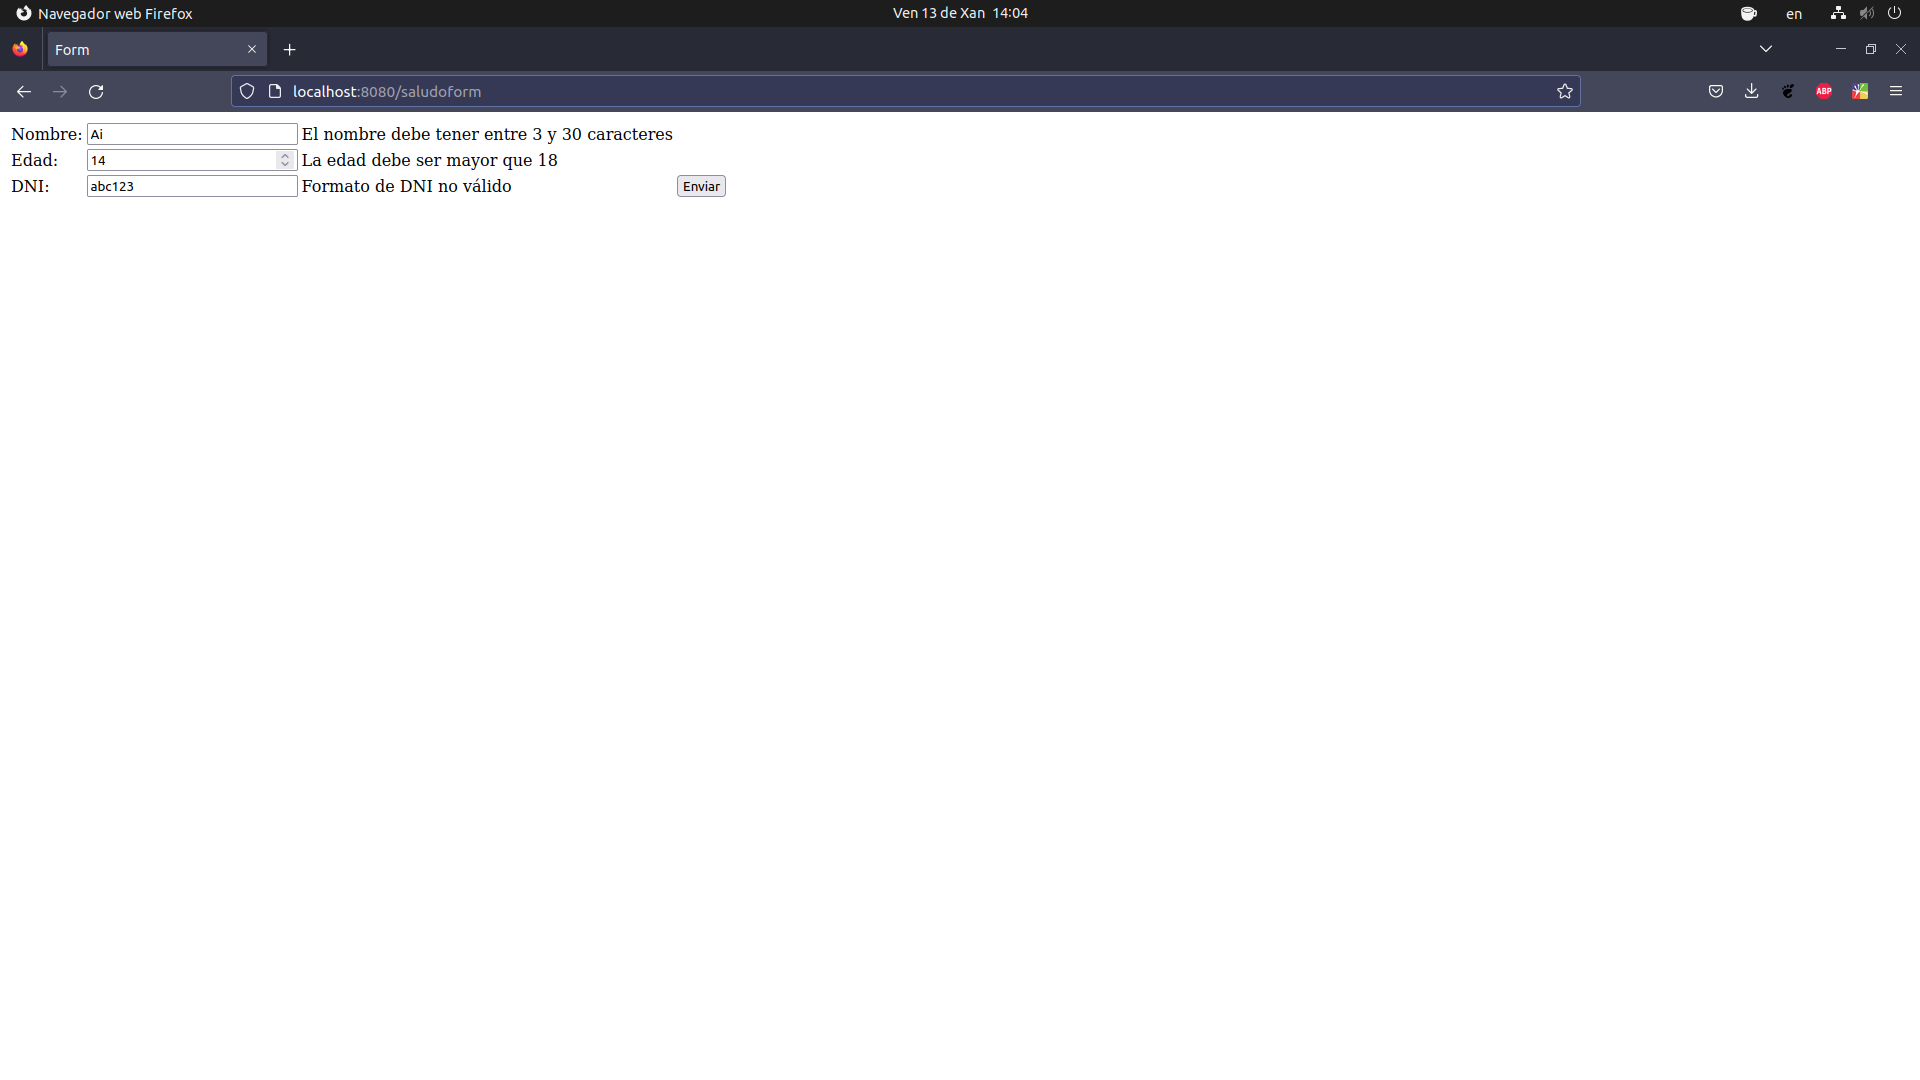 Navegador web Firefox
Ven 13 de Xan 14:04
en
Form
localhost:8080/saludoform
ABP
Nombre: Ai El nombre debe tener entre 3 y 30 caracteres
Edad: 14 La edad debe ser mayor que 18
DNI: abc123 Formato de DNI no válido Enviar